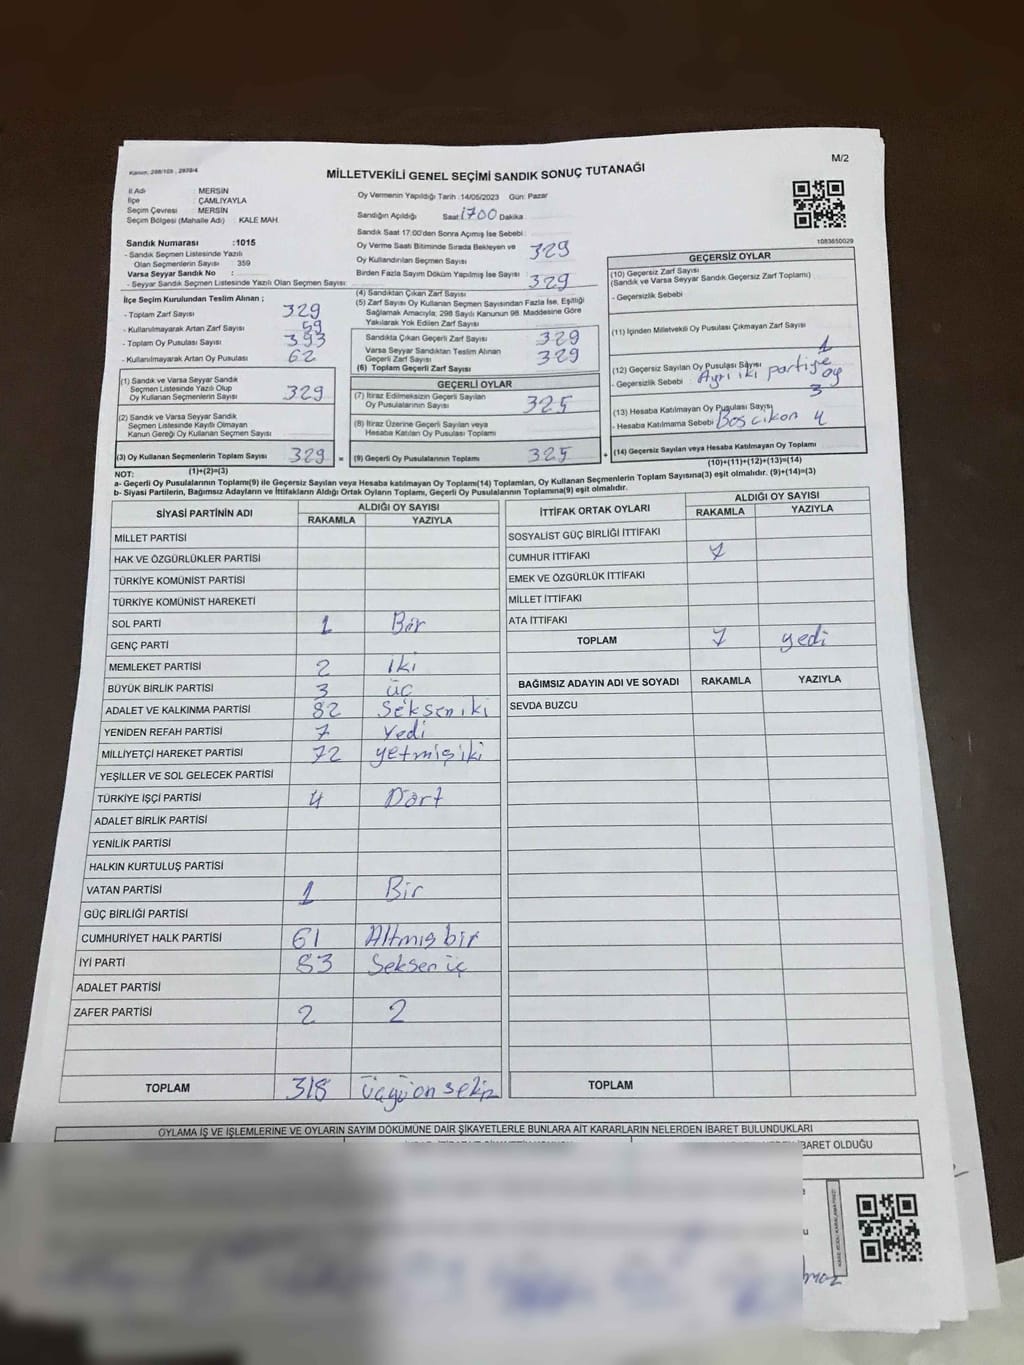 Kanun, 298/105 , 2839/4
M/2
MİLLETVEKİLİ GENEL SEÇİMİ SANDIK SONUÇ TUTANAĞI
İl Adı : MERSİN
İlçe : ÇAMLIYAYLA
Seçim Çevresi : MERSİN
Seçim Bölgesi (Mahalle Adı) : KALE MAH.
Sandık Numarası :1015
- Sandık Seçmen Listesinde Yazılı
Olan Seçmenlerin Sayısı : 359
Varsa Seyyar Sandık No :
- Seyyar Sandık Seçmen Listesinde Yazılı Olan Seçmen Sayısı:
Oy Vermenin Yapıldığı Tarih :14/05/2023 Gün: Pazar
Sandığın Açıldığı Saat: 1700 Dakika
Sandık Saat 17:00'den Sonra Açımış İse Sebebi :
Oy Verme Saati Bitiminde Sırada Bekleyen ve
Oy Kullandırılan Seçmen Sayısı 329
Birden Fazla Sayım Döküm Yapılmış İse Sayısı : 329
1083650029
İlçe Seçim Kurulundan Teslim Alınan ;
- Toplam Zarf Sayısı 329
- Kullanılmayarak Artan Zarf Sayısı 59
- Toplam Oy Pusulası Sayısı 393
- Kullanılmayarak Artan Oy Pusulası 62
(1) Sandık ve Varsa Seyyar Sandık
Seçmen Listesinde Yazılı Olup
Oy Kullanan Seçmenlerin Sayısı 329
(2) Sandık ve Varsa Seyyar Sandık
Seçmen Listesinde Kayıtlı Olmayan
Kanun Gereği Oy Kullanan Seçmen Sayısı
(3) Oy Kullanan Seçmenlerin Toplam Sayısı 329 =
(1)+(2)=(3)
(4) Sandıktan Çıkan Zarf Sayısı
(5) Zarf Sayısı Oy Kullanan Seçmen Sayısından Fazla İse, Eşitliği
Sağlamak Amacıyla; 298 Sayılı Kanunun 98. Maddesine Göre
Yakılarak Yok Edilen Zarf Sayısı
Sandıkta Çıkan Geçerli Zarf Sayısı 329
Varsa Seyyar Sandıktan Teslim Alınan
Geçerli Zarf Sayısı 329
(6) Toplam Geçerli Zarf Sayısı
GEÇERLİ OYLAR
(7) İtiraz Edilmeksizin Geçerli Sayılan
Oy Pusulalarının Sayısı 325
(8) İtiraz Üzerine Geçerli Sayılan veya
Hesaba Katılan Oy Pusulası Toplamı
(9) Geçerli Oy Pusulalarının Toplamı 325 +
GEÇERSİZ OYLAR
(10) Geçersiz Zarf Sayısı
(Sandık ve Varsa Seyyar Sandık Geçersiz Zarf Toplamı)
- Geçersizlik Sebebi
(11) İçinden Milletvekili Oy Pusulası Çıkmayan Zarf Sayısı
1
(12) Geçersiz Sayılan Oy Pusulası Sayısı
- Geçersizlik Sebebi : Ayrı iki partiye oy
3
(13) Hesaba Katılmayan Oy Pusulası Sayısı
- Hesaba Katılmama Sebebi : Boş çıkan 4
(14) Geçersiz Sayılan veya Hesaba Katılmayan Oy Toplamı
(10)+(11)+(12)+(13)=(14)
NOT:
a- Geçerli Oy Pusulalarının Toplamı(9) ile Geçersiz Sayılan veya Hesaba katılmayan Oy Toplamı(14) Toplamları, Oy Kullanan Seçmenlerin Toplam Sayısına(3) eşit olmalıdır. (9)+(14)=(3)
b- Siyasi Partilerin, Bağımsız Adayların ve İttifakların Aldığı Ortak Oyların Toplamı, Geçerli Oy Pusulalarının Toplamına(9) eşit olmalıdır.
SİYASİ PARTİNİN ADI ALDIĞI OY SAYISI
RAKAMLA YAZIYLA
MİLLET PARTİSİ
HAK VE ÖZGÜRLÜKLER PARTİSİ
TÜRKİYE KOMÜNİST PARTİSİ
TÜRKİYE KOMÜNİST HAREKETİ
SOL PARTİ 1 Bir
GENÇ PARTİ
MEMLEKET PARTİSİ 2 iki
BÜYÜK BİRLİK PARTİSİ 3 üç
ADALET VE KALKINMA PARTİSİ 82 Seksen iki
YENİDEN REFAH PARTİSİ 7 Yedi
MİLLİYETÇİ HAREKET PARTİSİ 72 yetmiş iki
YEŞİLLER VE SOL GELECEK PARTİSİ
TÜRKİYE İŞÇİ PARTİSİ 4 Dört
ADALET BİRLİK PARTİSİ
YENİLİK PARTİSİ
HALKIN KURTULUŞ PARTİSİ
VATAN PARTİSİ 1 Bir
GÜÇ BİRLİĞİ PARTİSİ
CUMHURİYET HALK PARTİSİ 61 Altmış bir
İYİ PARTİ 83 Seksen üç
ADALET PARTİSİ
ZAFER PARTİSİ 2 2
TOPLAM 318 üçyüz on sekiz
İTTİFAK ORTAK OYLARI ALDIĞI OY SAYISI
RAKAMLA YAZIYLA
SOSYALİST GÜÇ BİRLİĞİ İTTİFAKI
CUMHUR İTTİFAKI 7
EMEK VE ÖZGÜRLÜK İTTİFAKI
MİLLET İTTİFAKI
ATA İTTİFAKI
TOPLAM 7 yedi
BAĞIMSIZ ADAYIN ADI VE SOYADI RAKAMLA YAZIYLA
SEVDA BUZCU
TOPLAM
OYLAMA İŞ VE İŞLEMLERİNE VE OYLARIN SAYIM DÖKÜMÜNE DAİR ŞİKAYETLERLE BUNLARA AİT KARARLARIN NELERDEN İBARET BULUNDUKLARI
İBARET OLDUĞU